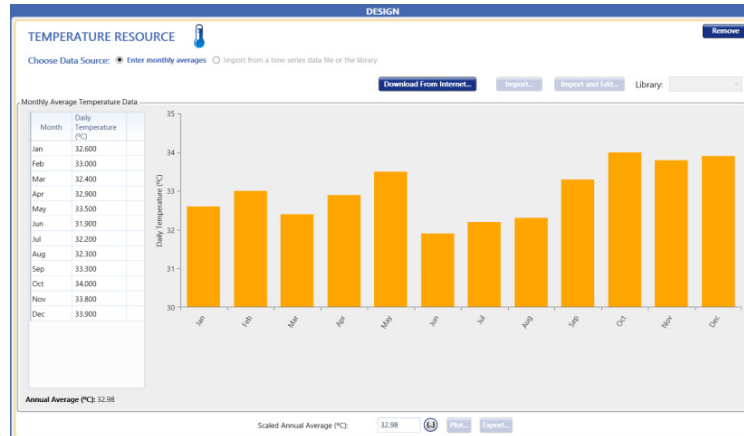 DESIGN
TEMPERATURE RESOURCE
Remove
Choose Data Source: Enter monthly averages Import from a time series data file or the library
Download From Internet... Import... Import and Edit... Library:
Monthly Average Temperature Data
Month Daily Temperature (ºC)
Jan 32.600
Feb 33.000
Mar 32.400
Apr 32.900
May 33.500
Jun 31.900
Jul 32.200
Aug 32.300
Sep 33.300
Oct 34.000
Nov 33.800
Dec 33.900
Daily Temperature (ºC)
35
34
33
32
31
30
Jan Feb Mar Apr May Jun Jul Aug Sep Oct Nov Dec
Annual Average (ºC): 32.98
Scaled Annual Average (ºC): 32.98 {..} Plot... Export...